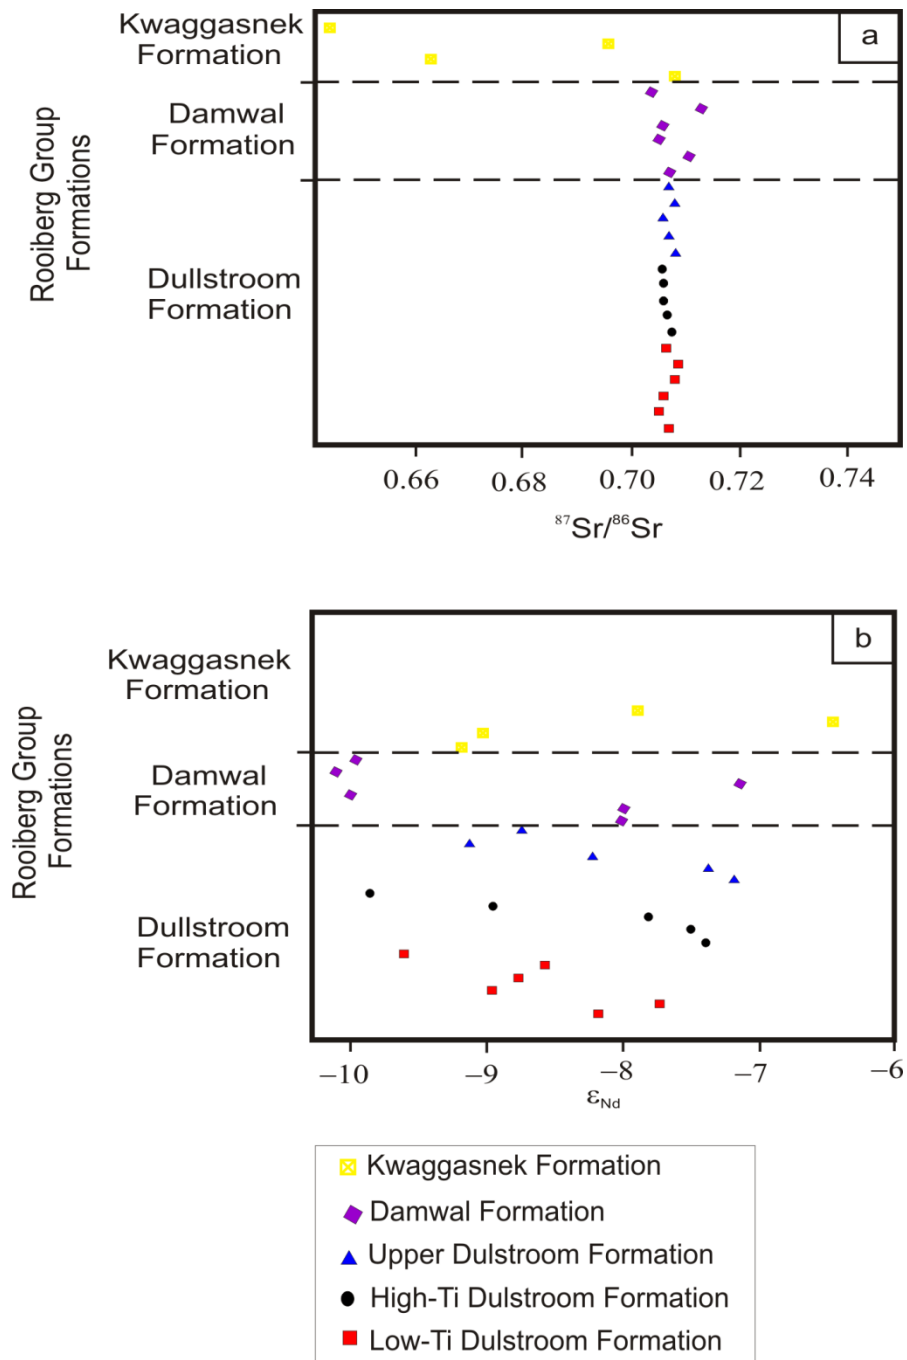 a
Kwaggasnek
Formation
Damwal
Formation
Dullstroom
Formation
Rooiberg Group
Formations
0.66 0.68 0.70 0.72 0.74
⁸⁷Sr/⁸⁶Sr
b
Kwaggasnek
Formation
Damwal
Formation
Dullstroom
Formation
Rooiberg Group
Formations
−10 −9 −8 −7 −6
εNd
Kwaggasnek Formation
Damwal Formation
Upper Dulstroom Formation
High-Ti Dulstroom Formation
Low-Ti Dulstroom Formation